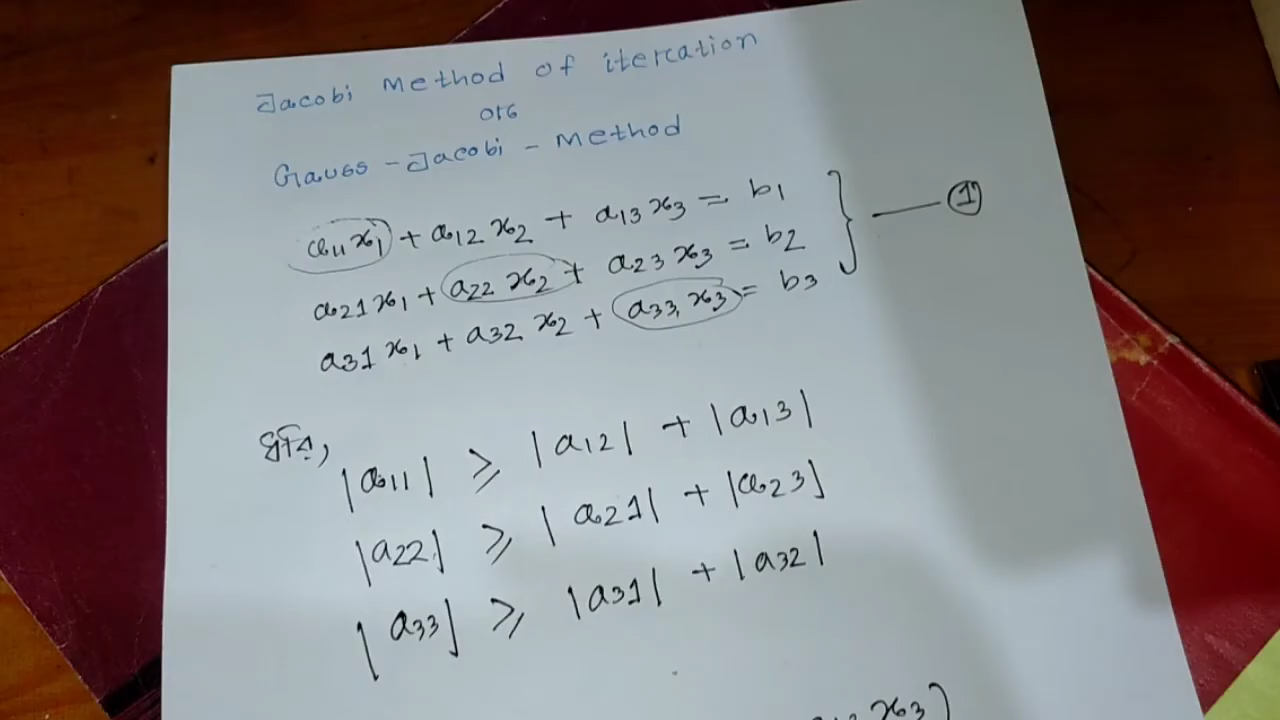 Jacobi Method of iteration
or
Gauss - Jacobi - Method
a11 x1 + a12 x2 + a13 x3 = b1
a21 x1 + a22 x2 + a23 x3 = b2 } — ①
a31 x1 + a32 x2 + a33 x3 = b3
ধরি,
|a11| ⩾ |a12| + |a13|
|a22| ⩾ |a21| + |a23|
|a33| ⩾ |a31| + |a32|
x3)